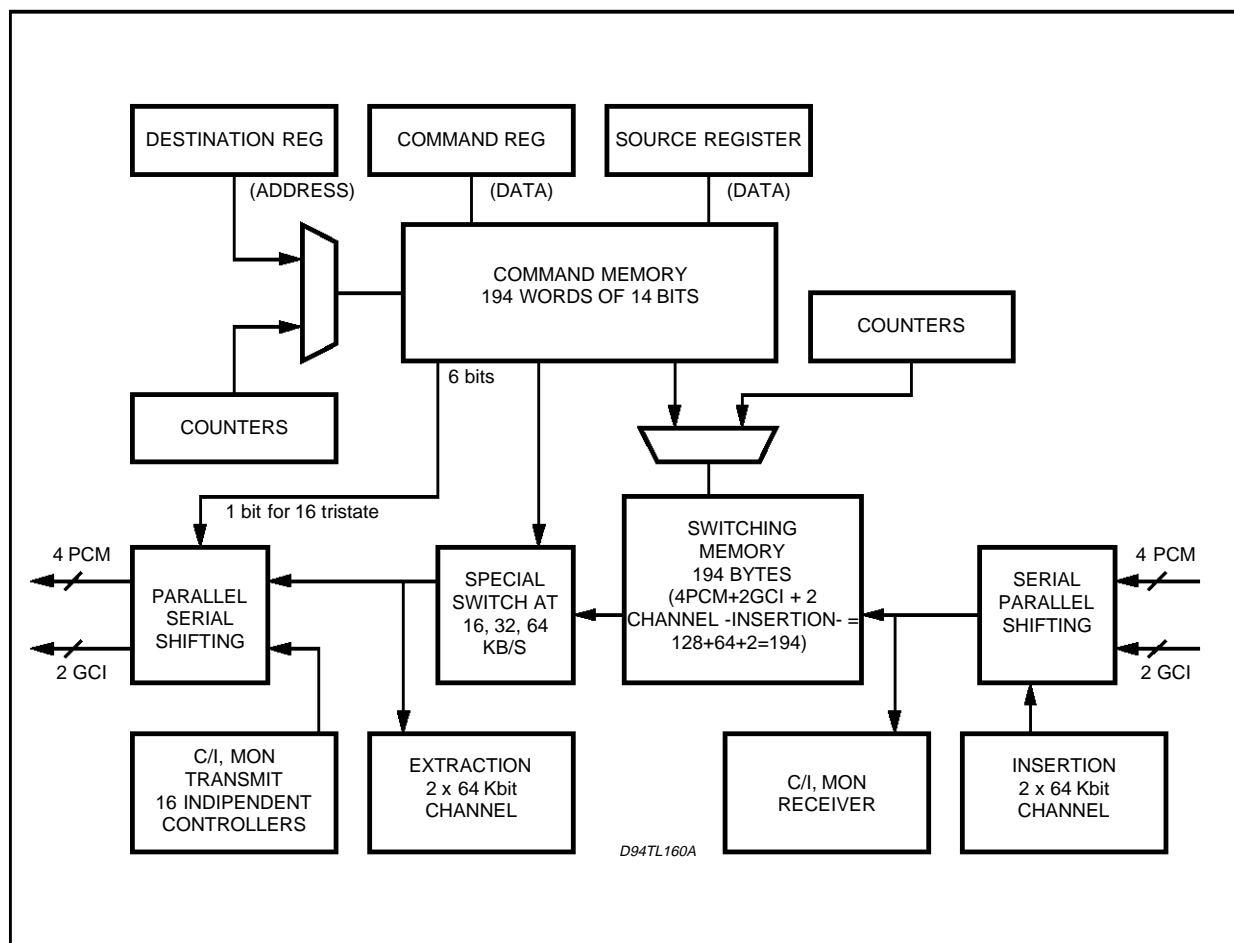 DESTINATION REG
COMMAND REG
SOURCE REGISTER
(ADDRESS)
(DATA)
(DATA)
COMMAND MEMORY
194 WORDS OF 14 BITS
COUNTERS
6 bits
COUNTERS
1 bit for 16 tristate
4 PCM
2 GCI
PARALLEL
SERIAL
SHIFTING
SPECIAL
SWITCH AT
16, 32, 64
KB/S
SWITCHING
MEMORY
194 BYTES
(4PCM+2GCI + 2
CHANNEL -INSERTION- =
128+64+2=194)
SERIAL
PARALLEL
SHIFTING
4 PCM
2 GCI
C/I, MON
TRANSMIT
16 INDIPENDENT
CONTROLLERS
EXTRACTION
2 x 64 Kbit
CHANNEL
C/I, MON
RECEIVER
INSERTION
2 x 64 Kbit
CHANNEL
D94TL160A